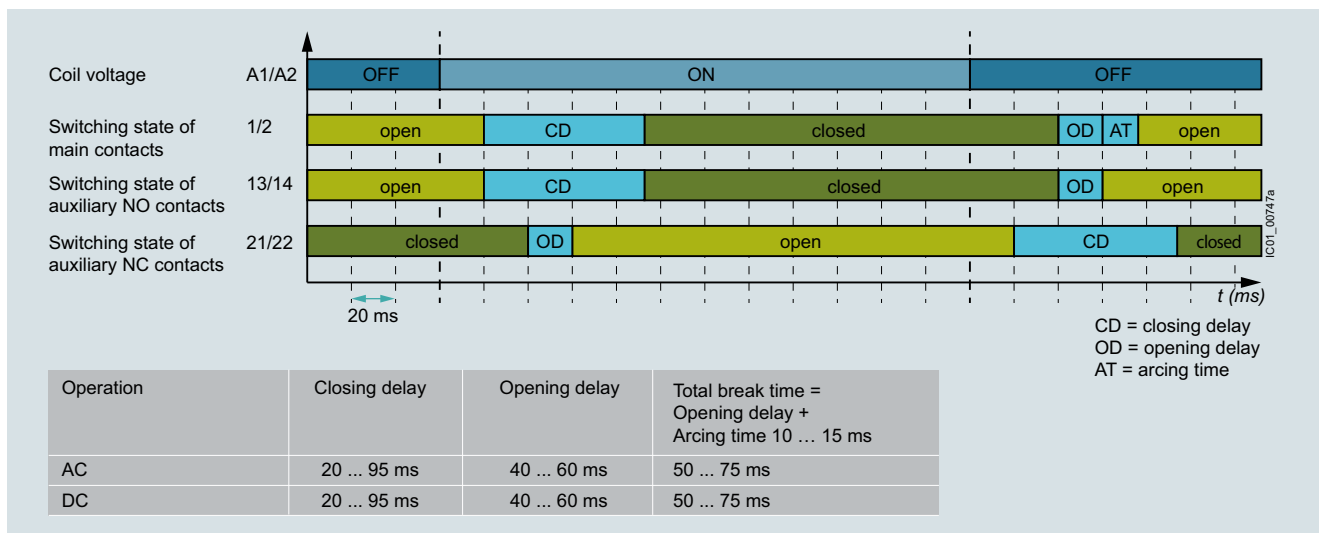 Coil voltage A1/A2 OFF ON OFF
Switching state of
main contacts
1/2 open CD closed OD AT open
Switching state of
auxiliary NO contacts
13/14 open CD closed OD open
Switching state of
auxiliary NC contacts
21/22 closed OD open CD closed
IC01_00747a
t (ms)
20 ms
CD = closing delay
OD = opening delay
AT = arcing time
Operation Closing delay Opening delay Total break time =
Opening delay +
Arcing time 10 … 15 ms
AC 20 ... 95 ms 40 ... 60 ms 50 ... 75 ms
DC 20 ... 95 ms 40 ... 60 ms 50 ... 75 ms